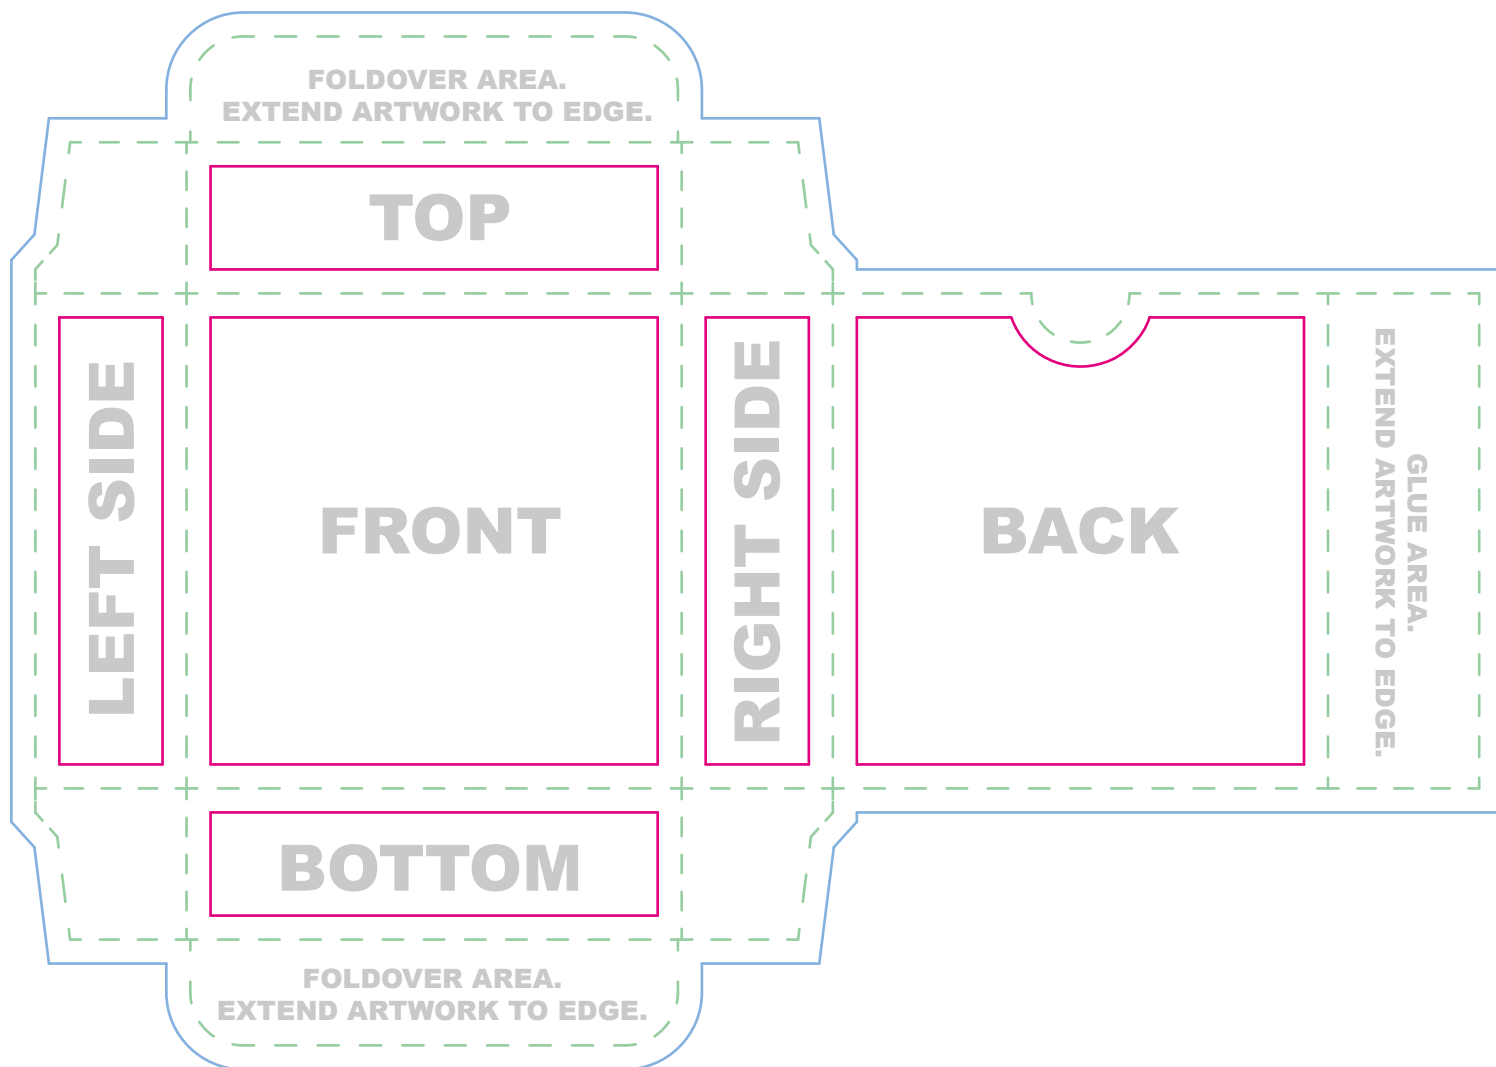 FOLDOVER AREA.
EXTEND ARTWORK TO EDGE.
TOP
LEFT SIDE
FRONT
RIGHT SIDE
BACK
GLUE AREA.
EXTEND ARTWORK TO EDGE.
BOTTOM
FOLDOVER AREA.
EXTEND ARTWORK TO EDGE.